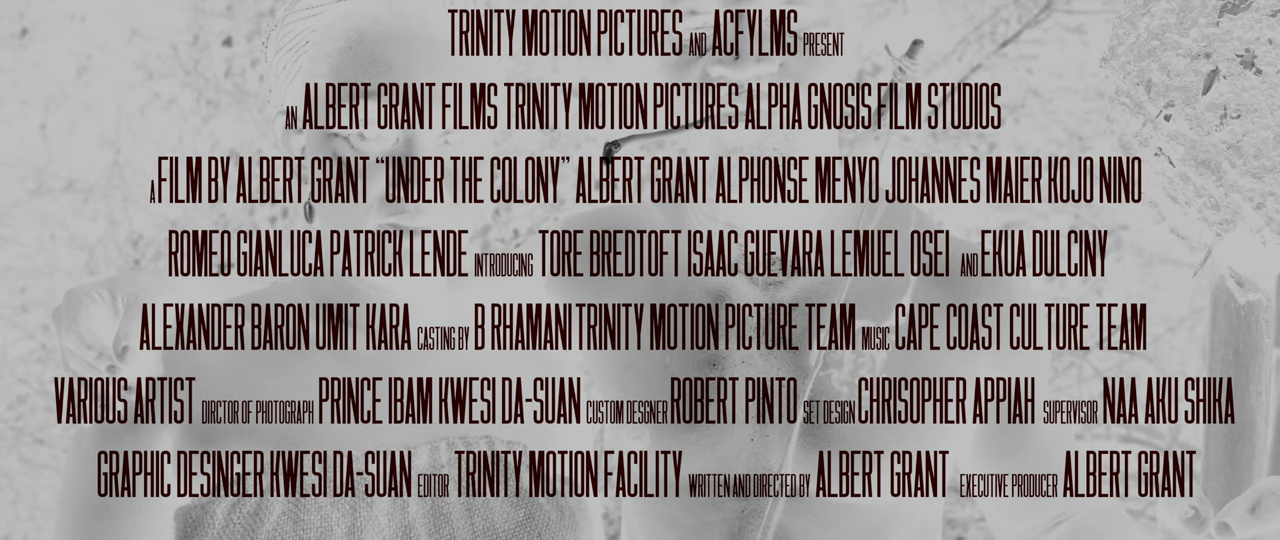 TRINITY MOTION PICTURES AND ACFYLMS PRESENT
AN ALBERT GRANT FILMS TRINITY MOTION PICTURES ALPHA GNOSIS FILM STUDIOS
A FILM BY ALBERT GRANT “UNDER THE COLONY” ALBERT GRANT ALPHONSE MENYO JOHANNES MAIER KOJO NINO
ROMEO GIANLUCA PATRICK LENDE INTRODUCING TORE BREDTOFT ISAAC GUEVARA LEMUEL OSEI AND EKUA DULCINY
ALEXANDER BARON UMIT KARA CASTING BY B RHAMANI TRINITY MOTION PICTURE TEAM MUSIC CAPE COAST CULTURE TEAM
VARIOUS ARTIST DIRCTOR OF PHOTOGRAPH PRINCE IBAM KWESI DA-SUAN CUSTOM DESGNER ROBERT PINTO SET DESIGN CHRISOPHER APPIAH SUPERVISOR NAA AKU SHIKA
GRAPHIC DESINGER KWESI DA-SUAN EDITOR TRINITY MOTION FACILITY WRITTEN AND DIRECTED BY ALBERT GRANT EXECUTIVE PRODUCER ALBERT GRANT